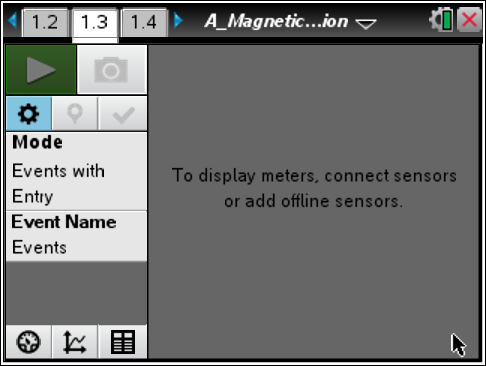 1.2 1.3 1.4 A_Magnetic...ion
Mode
Events with
Entry
Event Name
Events
To display meters, connect sensors
or add offline sensors.